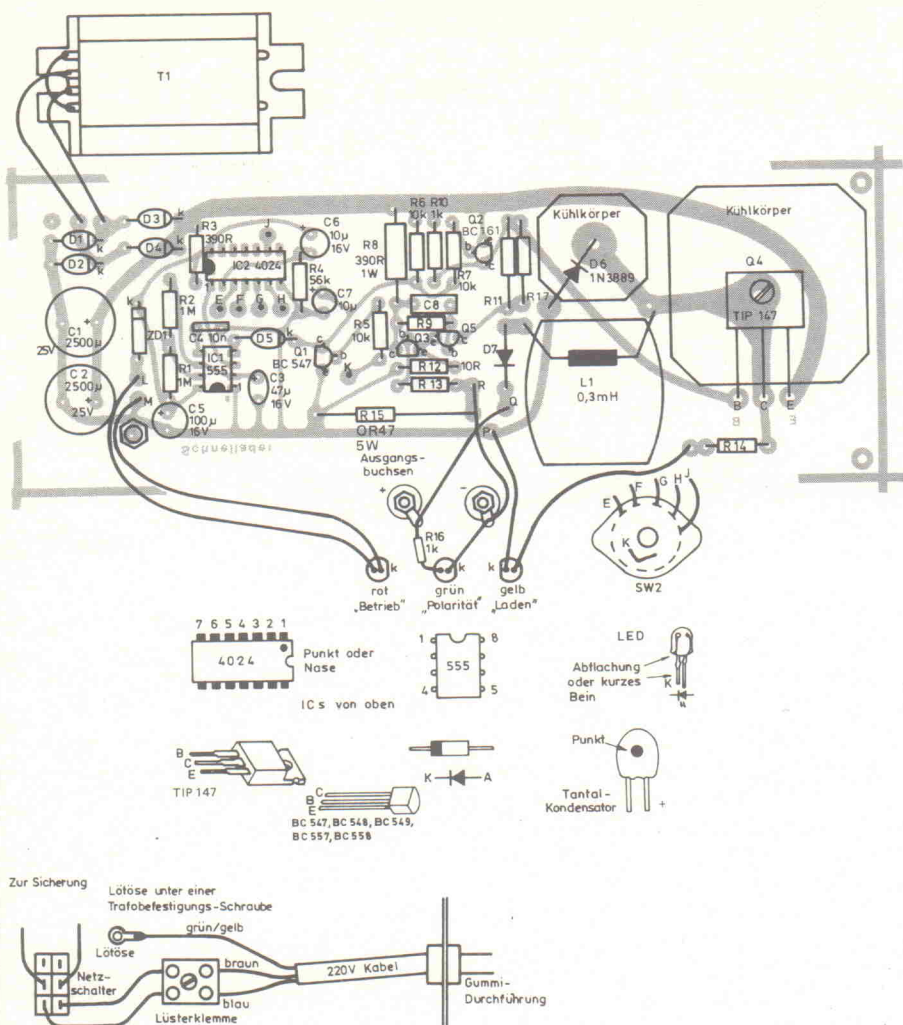 T1
D3
k
D1
k
D4
k
D2
k
R3
390R
J
C6
10µ
16V
IC2 4024
1
R4
56k
C7
10µ
R8
390R
1W
R6
10k
R10
1k
Q2
BC161
b
c
R7
10k
R11
R17
Kühlkörper
D6
1N3889
Kühlkörper
Q4
TIP 147
C1
2500µ
25V
C2
2500µ
25V
k
ZD1
L
M
R2
1M
R1
1M
E F G H
C4 10n
IC1
555
1
D5
k
Q1
BC 547
c
b
K
C3
47µ
16V
C5
100µ
16V
R5
10k
C8
R9
Q3
Q5
R12
10R
R13
R
D7
Q
P
L1
0,3mH
B C E
B E
R14
Schnellader
R15
0R47
5W
Ausgangs-
buchsen
+ -
R16
1k
k k k
rot
„Betrieb"
grün
„Polarität"
gelb
„Laden"
E F G H J
K
SW2
7 6 5 4 3 2 1
4024
Punkt oder
Nase
1 8
555
4 5
ICs von oben
LED
Abflachung
oder kurzes
Bein
K
B
C
E
TIP 147
C
B
E
BC 547, BC 548, BC 549,
BC 557, BC 558
K A
Punkt
Tantal-
Kondensator
+
Zur Sicherung
Lötöse unter einer
Trafobefestigungs-Schraube
grün/gelb
Lötöse
Netz-
schalter
braun
blau
Lüsterklemme
220V Kabel
Gummi-
Durchführung